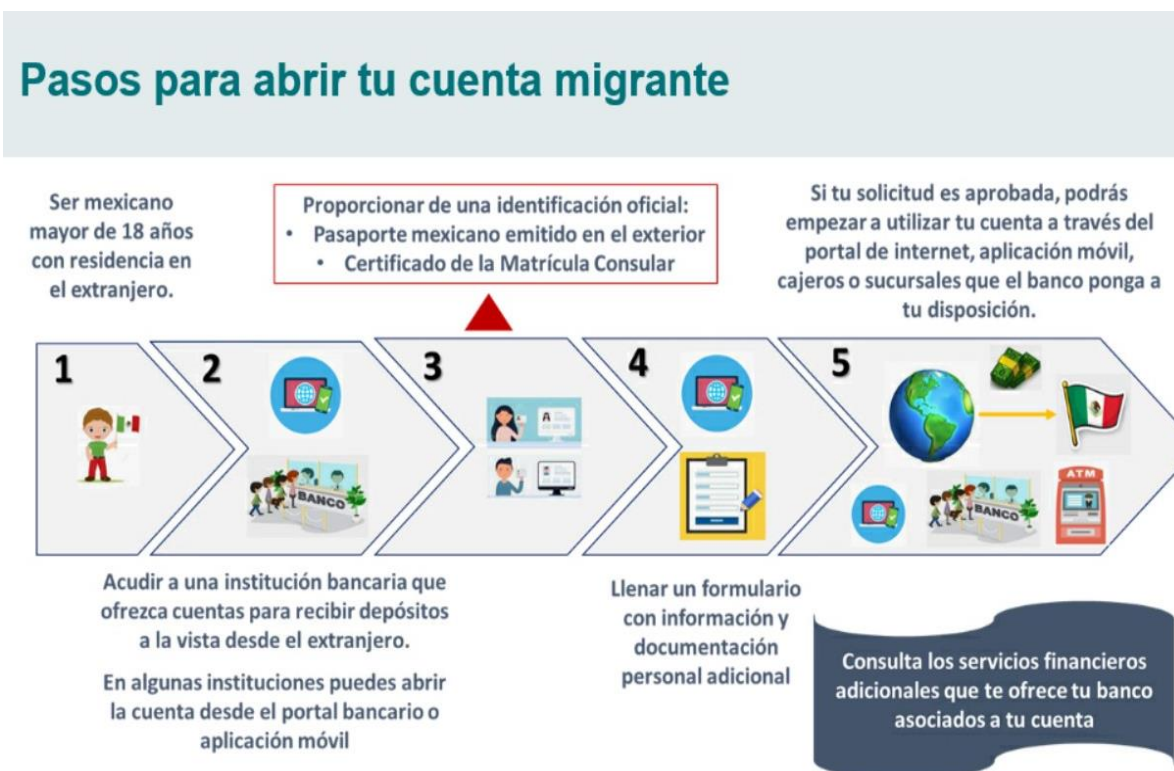 Pasos para abrir tu cuenta migrante
Ser mexicano
mayor de 18 años
con residencia en
el extranjero.
Proporcionar de una identificación oficial:
• Pasaporte mexicano emitido en el exterior
• Certificado de la Matrícula Consular
Si tu solicitud es aprobada, podrás
empezar a utilizar tu cuenta a través del
portal de internet, aplicación móvil,
cajeros o sucursales que el banco ponga a
tu disposición.
1
2
3
4
5
BANCO
BANCO
ATM
Acudir a una institución bancaria que
ofrezca cuentas para recibir depósitos
a la vista desde el extranjero.
En algunas instituciones puedes abrir
la cuenta desde el portal bancario o
aplicación móvil
Llenar un formulario
con información y
documentación
personal adicional
Consulta los servicios financieros
adicionales que te ofrece tu banco
asociados a tu cuenta